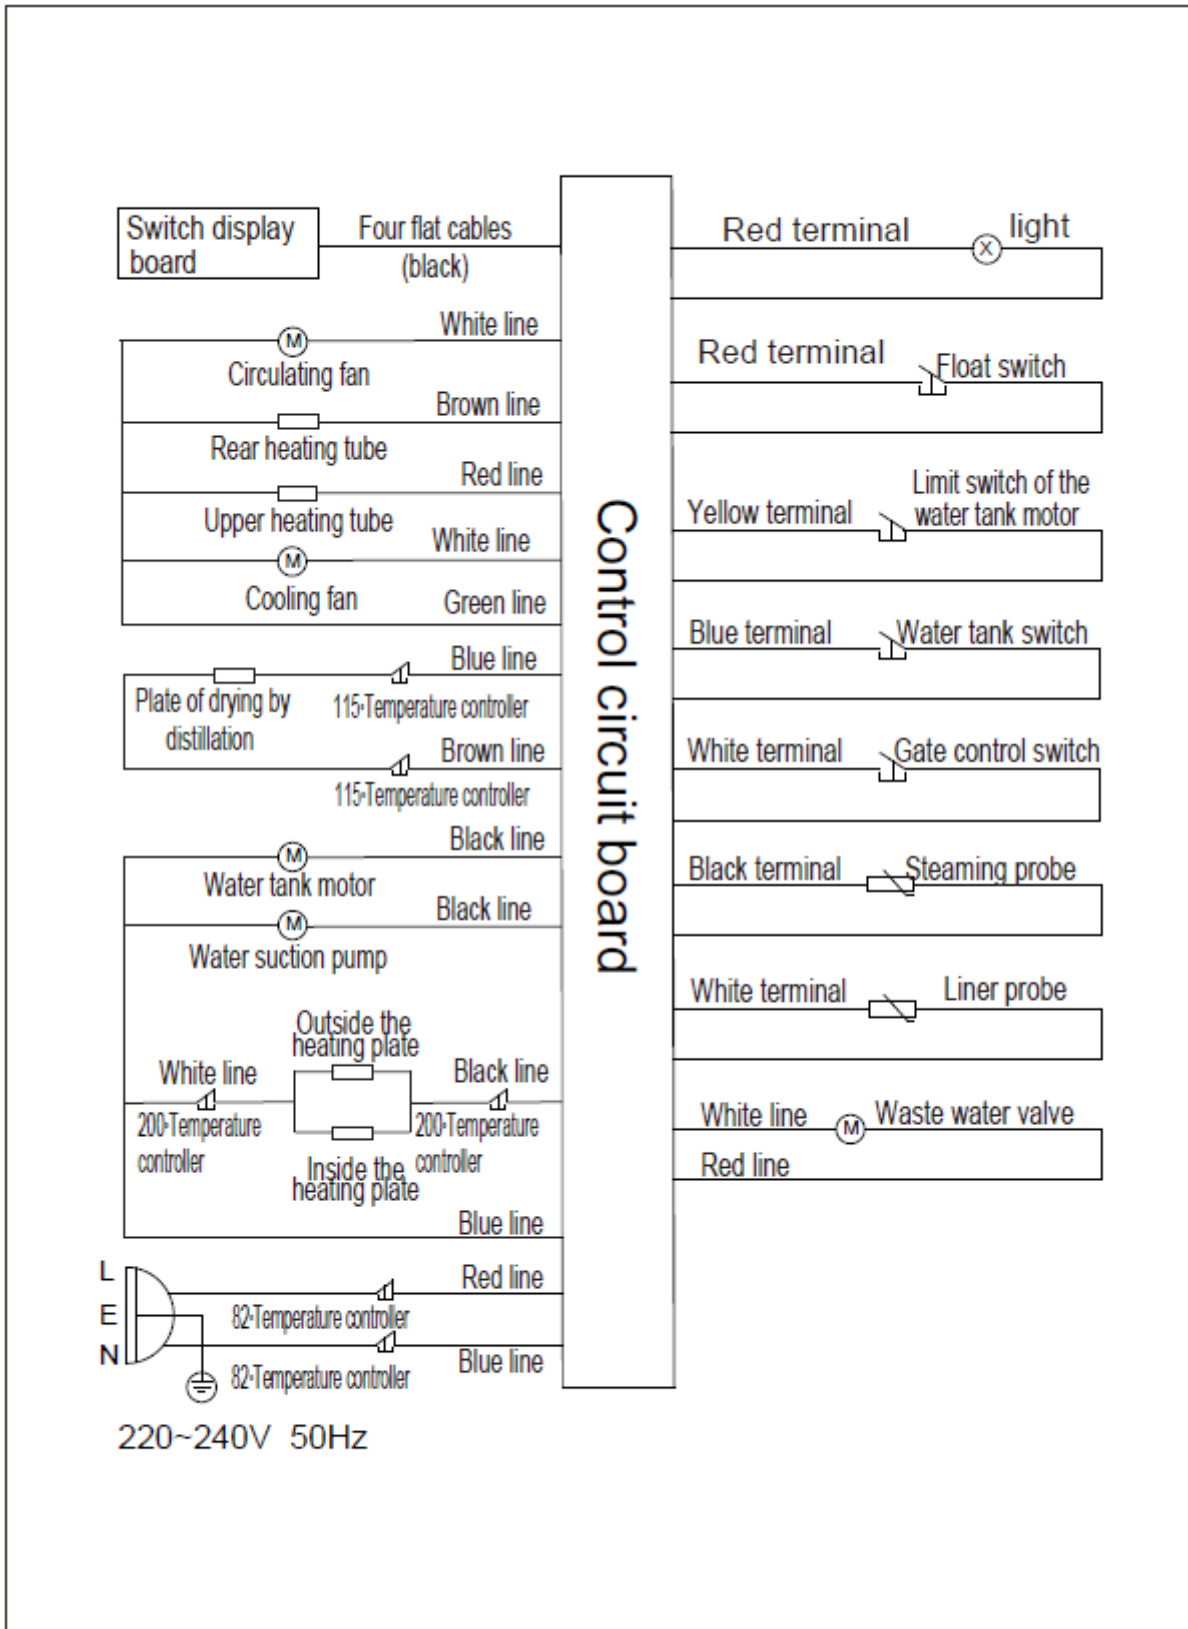 Switch display
board
Four flat cables
(black)
White line
M
Circulating fan
Brown line
Rear heating tube
Red line
Upper heating tube
White line
M
Cooling fan
Green line
Blue line
Plate of drying by
distillation
115°Temperature controller
Brown line
115°Temperature controller
Black line
M
Water tank motor
Black line
M
Water suction pump
Outside the
heating plate
White line
Black line
200°Temperature
controller
200°Temperature
controller
Inside the
heating plate
Blue line
L
E
N
Red line
82°Temperature controller
Blue line
82°Temperature controller
220~240V 50Hz
Control circuit board
Red terminal
light
X
Red terminal
Float switch
Yellow terminal
Limit switch of the
water tank motor
Blue terminal
Water tank switch
White terminal
Gate control switch
Black terminal
Steaming probe
White terminal
Liner probe
White line
M
Waste water valve
Red line